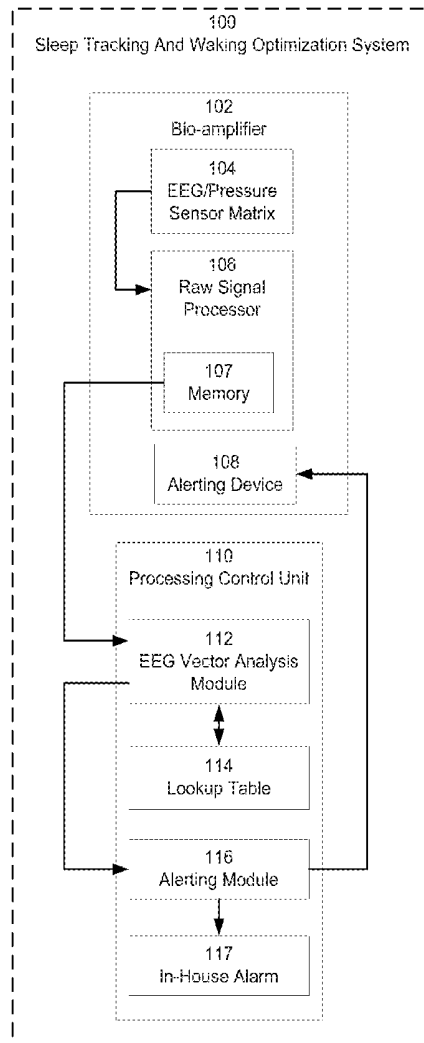 100
Sleep Tracking And Waking Optimization System
102
Bio-amplifier
104
EEG/Pressure
Sensor Matrix
106
Raw Signal
Processor
107
Memory
108
Alerting Device
110
Processing Control Unit
112
EEG Vector Analysis
Module
114
Lookup Table
116
Alerting Module
117
In-House Alarm